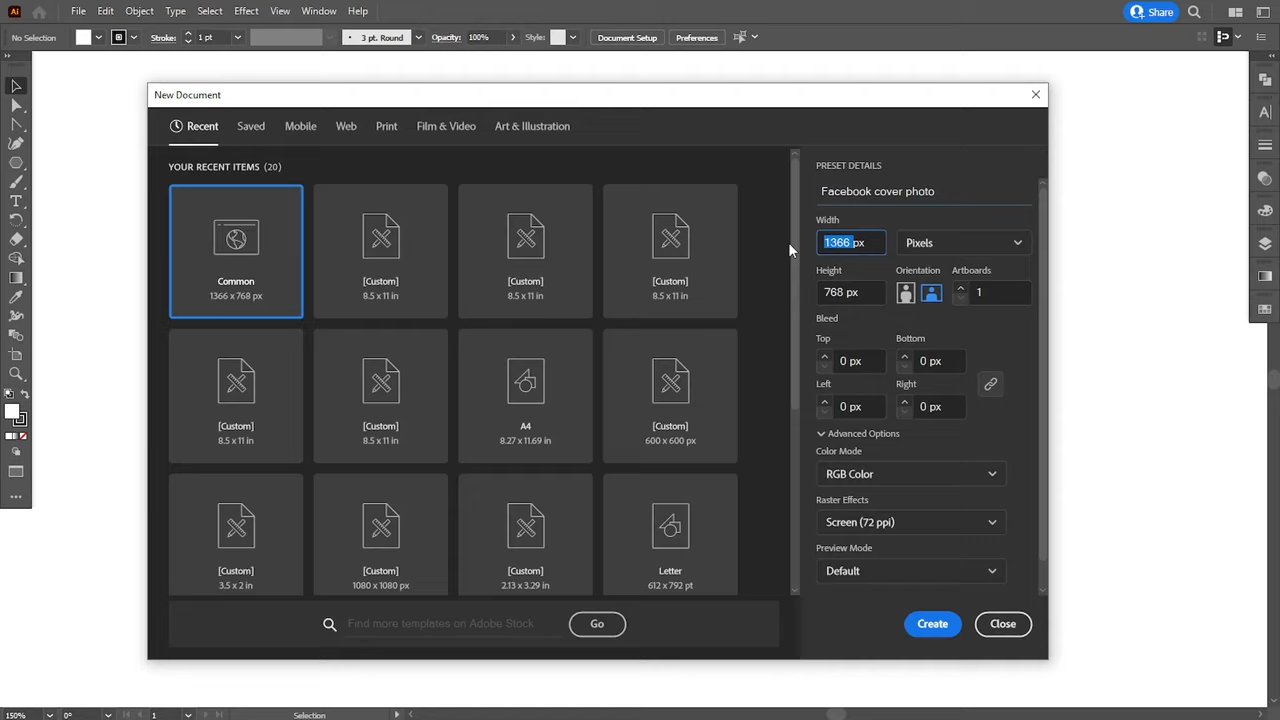 Ai File Edit Object Type Select Effect View Window Help Share
No Selection Stroke: 1 pt 3 pt. Round Opacity: 100% Style: Document Setup Preferences
New Document
Recent Saved Mobile Web Print Film & Video Art & Illustration
YOUR RECENT ITEMS (20)
Common
1366 x 768 px
[Custom]
8.5 x 11 in
[Custom]
8.5 x 11 in
[Custom]
8.5 x 11 in
[Custom]
8.5 x 11 in
[Custom]
8.5 x 11 in
A4
8.27 x 11.69 in
[Custom]
600 x 600 px
[Custom]
3.5 x 2 in
[Custom]
1080 x 1080 px
[Custom]
2.13 x 3.29 in
Letter
612 x 792 pt
Find more templates on Adobe Stock Go
PRESET DETAILS
Facebook cover photo
Width
1366 px Pixels
Height Orientation Artboards
768 px 1
Bleed
Top Bottom
0 px 0 px
Left Right
0 px 0 px
Advanced Options
Color Mode
RGB Color
Raster Effects
Screen (72 ppi)
Preview Mode
Default
Create Close
150% 0° 1 Selection